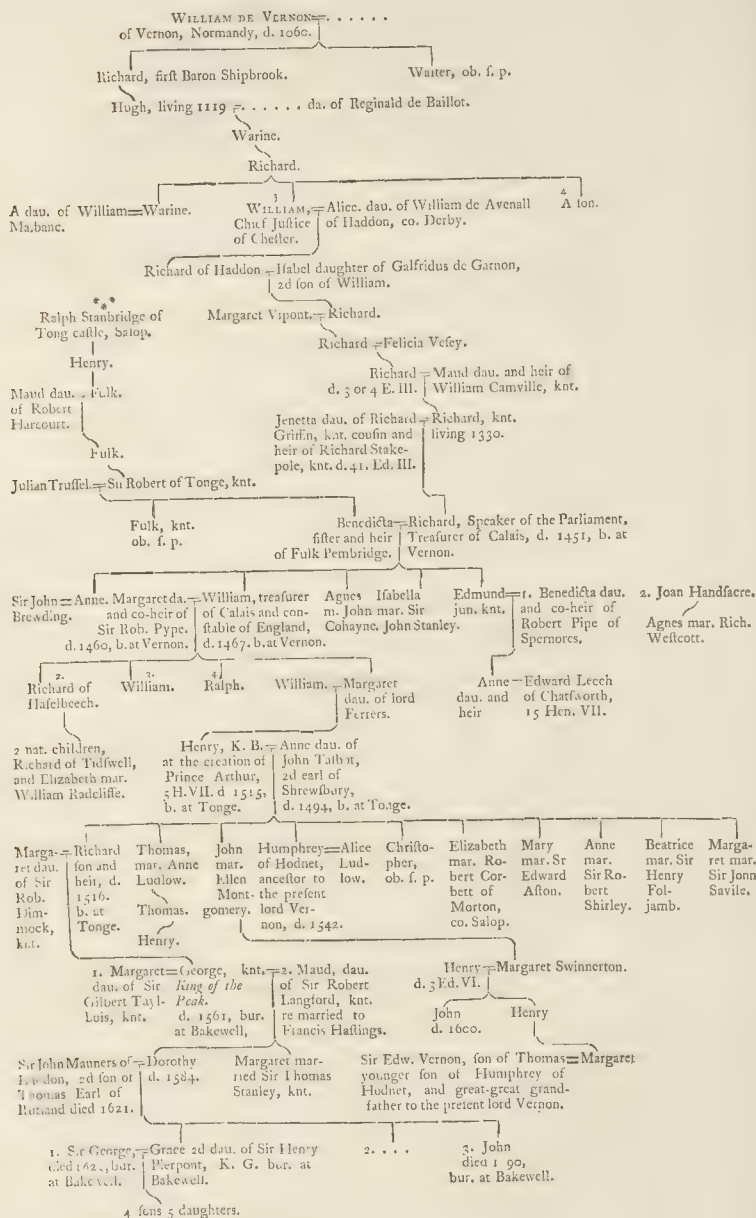 WILLIAM DE VERNON=. . . . . .
of Vernon, Normandy, d. 1060.
Richard, firſt Baron Shipbrook.
Walter, ob. ſ. p.
Hugh, living 1119 =. . . . . . da. of Reginald de Baillot.
Warine.
Richard.
A dau. of William=Warine.
Malbanc.
3
WILLIAM,=Alice, dau. of William de Avenall
Chief Juſtice of Haddon, co. Derby.
of Cheſter.
4
A ſon.
Richard of Haddon=Iſabel daughter of Galfridus de Garnon,
2d ſon of William.
Ralph Stanbridge of
Tong caſtle, Salop.
Margaret Vipont.=Richard.
Henry.
Richard=Felicia Veſey.
Maud dau.=Fulk.
of Robert
Harcourt.
Richard=Maud dau. and heir of
d. 3 or 4 E. III. William Camville, knt.
Fulk.
Jenetta dau. of Richard=Richard, knt.
Griffin, knt. couſin and living 1330.
heir of Richard Stake-
pole, knt. d. 41. Ed. III.
Julian Truſſel.=Sir Robert of Tonge, knt.
Fulk, knt.
ob. ſ. p.
Benedicta=Richard, Speaker of the Parliament,
ſiſter and heir Treaſurer of Calais, d. 1451, b. at
of Fulk Pembridge. Vernon.
Sir John=Anne.
Brewding.
Margaret da.=William, treaſurer
and co-heir of of Calais and con-
Sir Rob. Pype. ſtable of England,
d. 1460, b. at Vernon. d. 1467. b. at Vernon.
Agnes
m. John
Cohayne.
Iſabella
mar. Sir
John Stanley.
Edmund=1. Benedicta dau.
jun. knt. and co-heir of
Robert Pipe of
Spernores.
2. Joan Handſacre.
Agnes mar. Rich.
Weſtcott.
2.
Richard of
Haſelbeech.
3.
William.
4.
Ralph.
William.=Margaret
dau. of lord
Ferrers.
Anne=Edward Leech
dau. and of Chatſworth,
heir 15 Hen. VII.
2 nat. children,
Richard of Tidſwell,
and Elizabeth mar.
William Radcliffe.
Henry, K. B.=Anne dau. of
at the creation of John Talbot,
Prince Arthur, 2d earl of
5 H. VII. d 1515, Shrewſbury,
b. at Tonge. d. 1494, b. at Tonge.
Marga-=Richard
ret dau. ſon and
of Sir heir, d.
Rob. 1516.
Dim- b. at
mock, Tonge.
knt.
Thomas,
mar. Anne
Ludlow.
Thomas.
Henry.
John
mar.
Ellen
Mont-
gomery.
Humphrey=Alice
of Hodnet, Lud-
anceſtor to low.
the preſent
lord Ver-
non, d. 1542.
Chriſto-
pher,
ob. ſ. p.
Elizabeth
mar. Ro-
bert Cor-
bett of
Morton,
co. Salop.
Mary
mar. Sr
Edward
Aſton.
Anne
mar.
Sir Ro-
bert
Shirley.
Beatrice
mar. Sir
Henry
Fol-
jamb.
Marga-
ret mar.
Sir John
Savile.
1. Margaret=George, knt.=2. Maud, dau.
dau. of Sir King of the of Sir Robert
Gilbert Tayl- Peak. Langford, knt.
Lois, knt. d. 1561, bur. re married to
at Bakewell, Francis Haſtings.
Henry=Margaret Swinnerton.
d. 3 Ed. VI.
John
d. 1600.
Henry
Sir John Manners of=Dorothy
2d ſon of d. 1584.
Thomas Earl of
Rutland died 1621.
Margaret mar-
ried Sir Thomas
Stanley, knt.
Sir Edw. Vernon, ſon of Thomas=Margaret
younger ſon of Humphrey of
Hodnet, and great-great grand-
father to the preſent lord Vernon.
1. Sir George,=Grace 2d dau. of Sir Henry
bur. Pierpont, K. G. bur. at
at Bakewell. Bakewell.
2. . . .
3. John
died
bur. at Bakewell.
4 ſons 5 daughters.